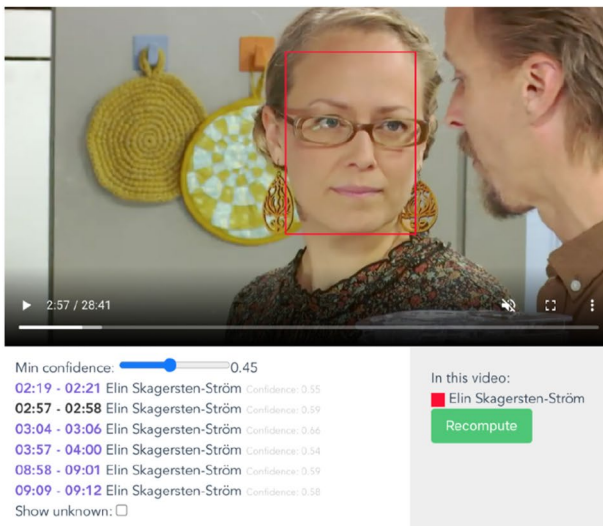 2:57 / 28:41
Min confidence: 0.45
02:19 - 02:21 Elin Skagersten-Ström Confidence: 0.55
02:57 - 02:58 Elin Skagersten-Ström Confidence: 0.59
03:04 - 03:06 Elin Skagersten-Ström Confidence: 0.66
03:57 - 04:00 Elin Skagersten-Ström Confidence: 0.54
08:58 - 09:01 Elin Skagersten-Ström Confidence: 0.59
09:09 - 09:12 Elin Skagersten-Ström Confidence: 0.58
Show unknown:
In this video:
Elin Skagersten-Ström
Recompute